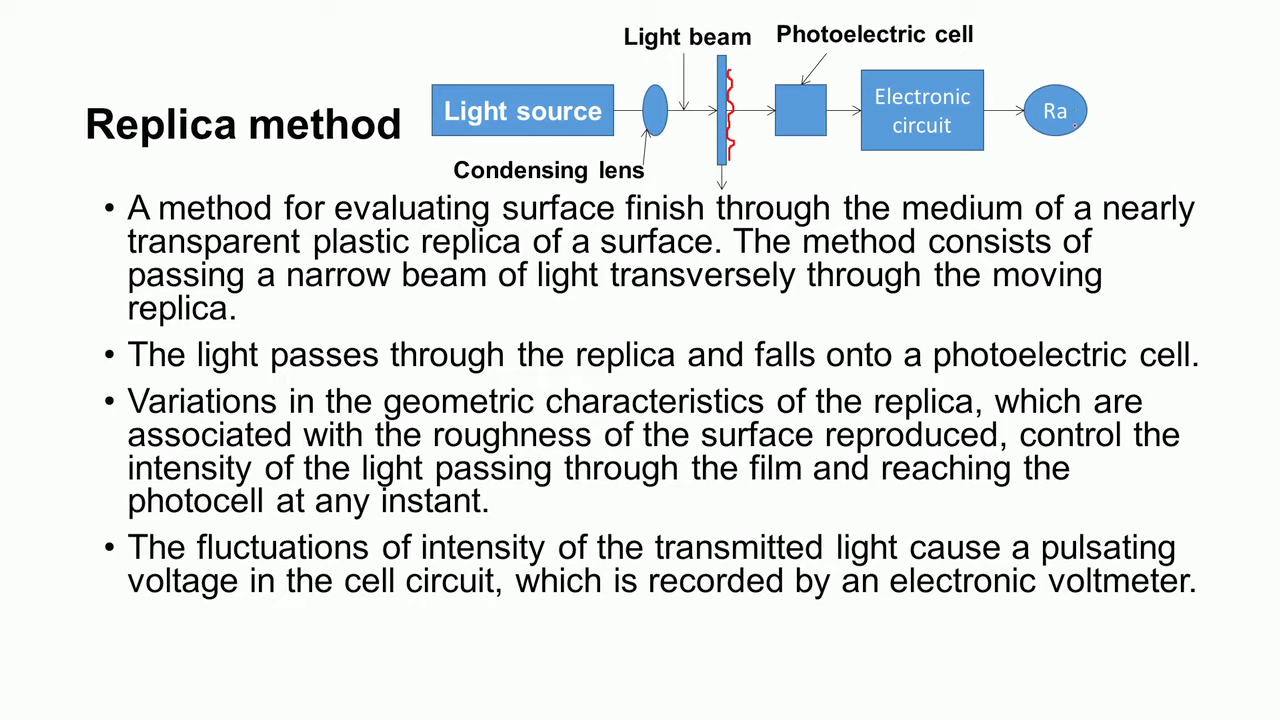 Light beam
Photoelectric cell
Light source
Electronic
circuit
Ra
Replica method
Condensing lens
• A method for evaluating surface finish through the medium of a nearly
transparent plastic replica of a surface. The method consists of
passing a narrow beam of light transversely through the moving
replica.
• The light passes through the replica and falls onto a photoelectric cell.
• Variations in the geometric characteristics of the replica, which are
associated with the roughness of the surface reproduced, control the
intensity of the light passing through the film and reaching the
photocell at any instant.
• The fluctuations of intensity of the transmitted light cause a pulsating
voltage in the cell circuit, which is recorded by an electronic voltmeter.